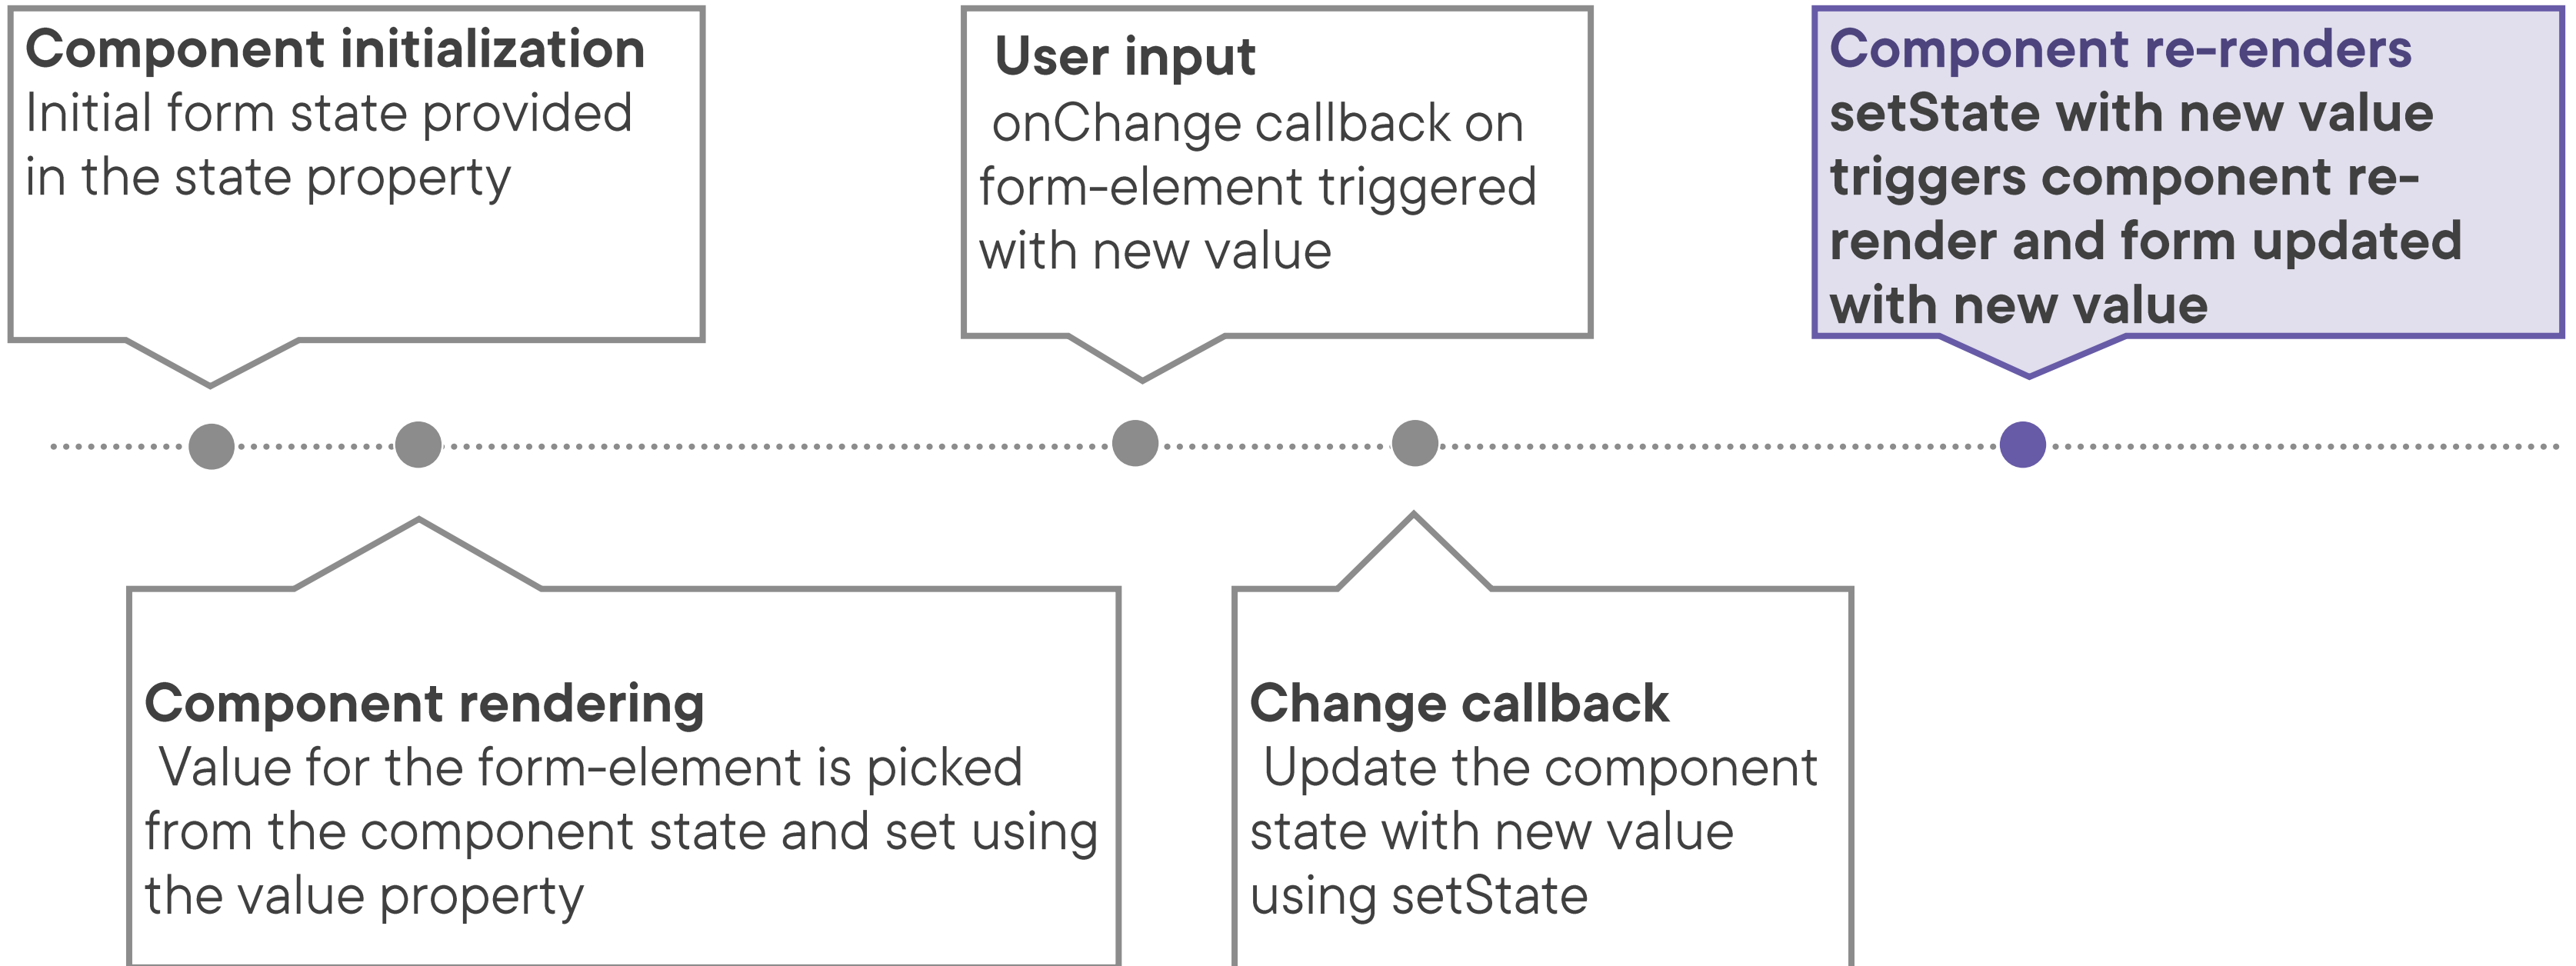 Component initialization
Initial form state provided
in the state property
User input
onChange callback on
form-element triggered
with new value
Component re-renders
setState with new value
triggers component re-
render and form updated
with new value
Component rendering
Value for the form-element is picked
from the component state and set using
the value property
Change callback
Update the component
state with new value
using setState